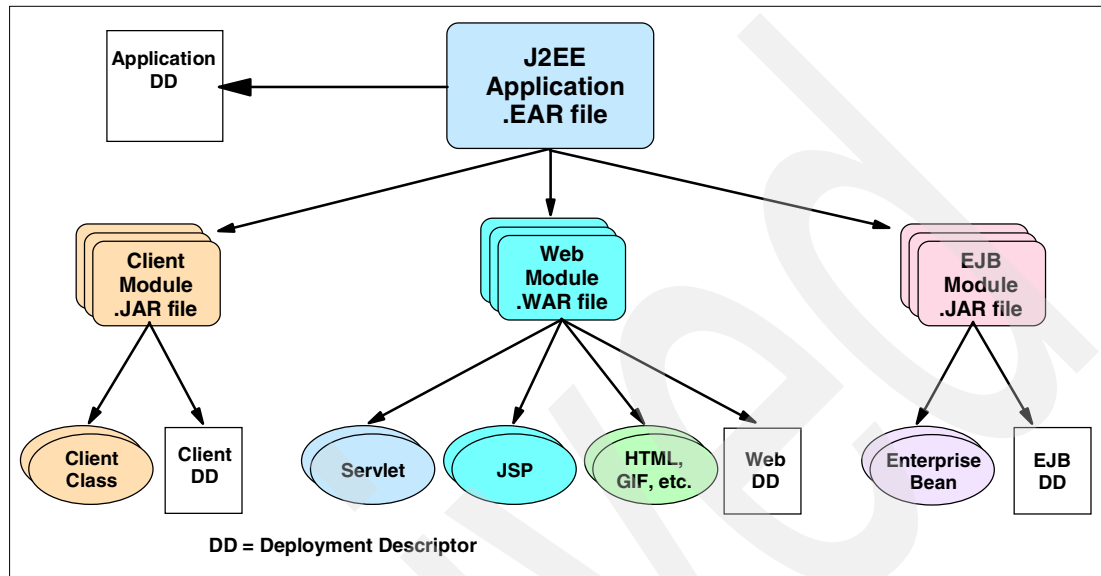 Application
DD
J2EE
Application
.EAR file
Client
Module
.JAR file
Web
Module
.WAR file
EJB
Module
.JAR file
Client
Class
Client
DD
Servlet
JSP
HTML,
GIF, etc.
Web
DD
Enterprise
Bean
EJB
DD
DD = Deployment Descriptor